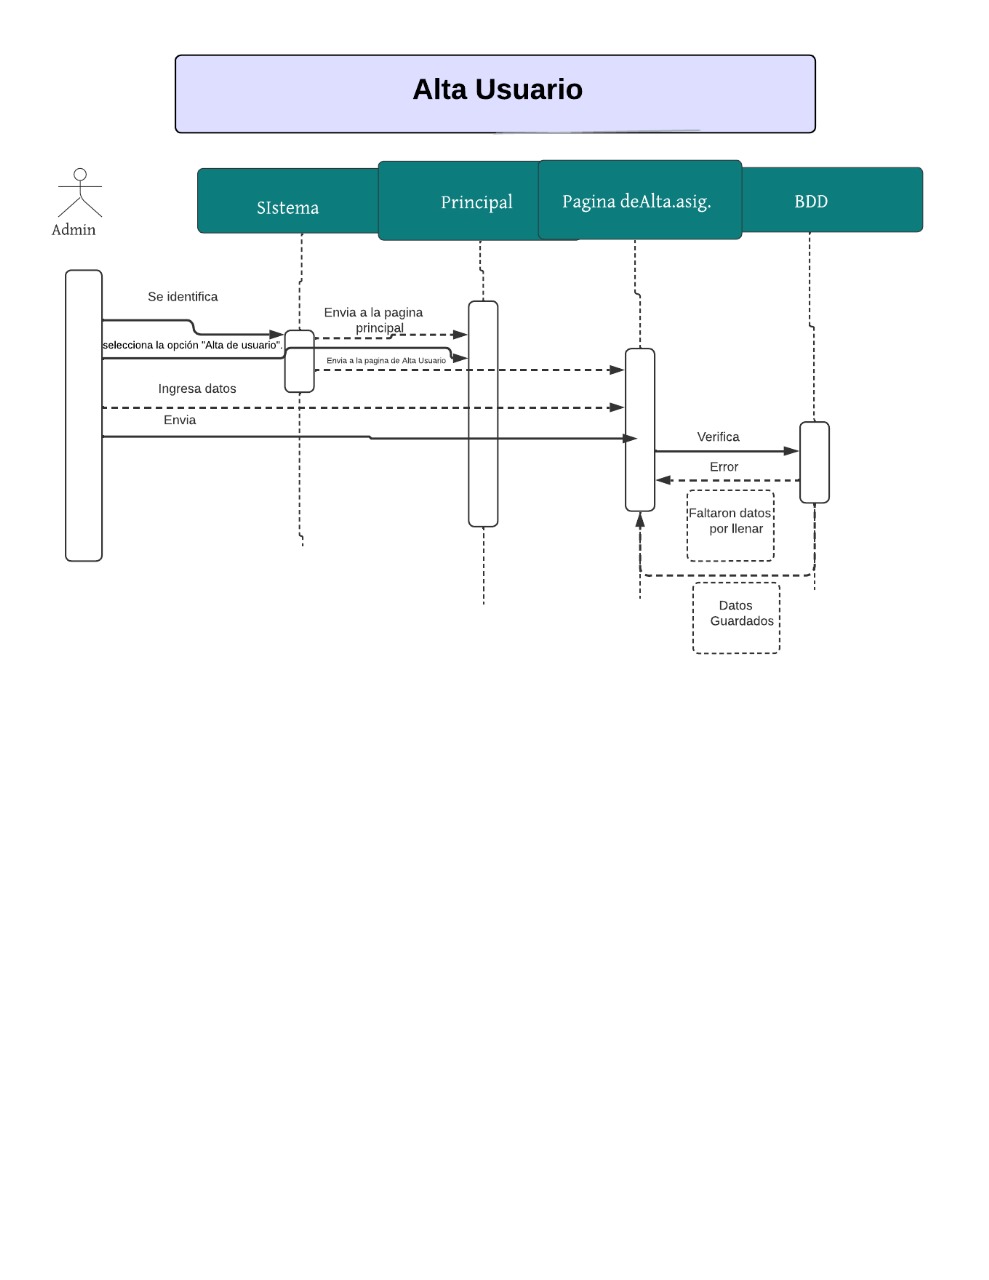 Alta Usuario
Admin
SIstema
Principal
Pagina deAlta.asig.
BDD
Se identifica
Envia a la pagina
principal
selecciona la opción "Alta de usuario".
Envia a la pagina de Alta Usuario
Ingresa datos
Envia
Verifica
Error
Faltaron datos
por llenar
Datos
Guardados